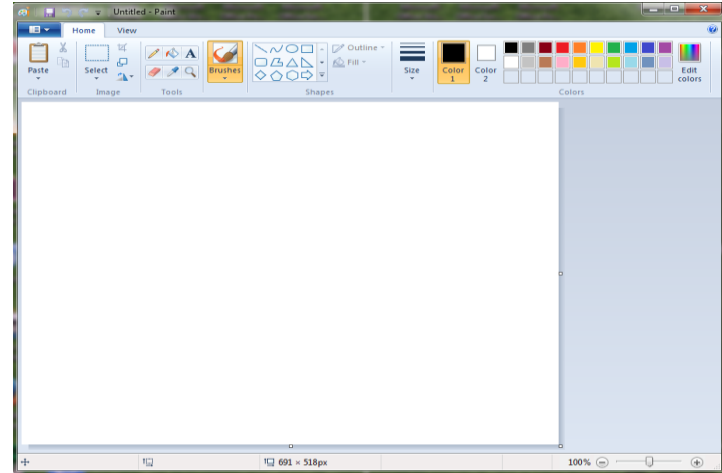 Untitled - Paint
Home View
Paste
Select
Brushes
Outline
Fill
Size
Color 1
Color 2
Edit colors
Clipboard
Image
Tools
Shapes
Colors
691 × 518px
100%